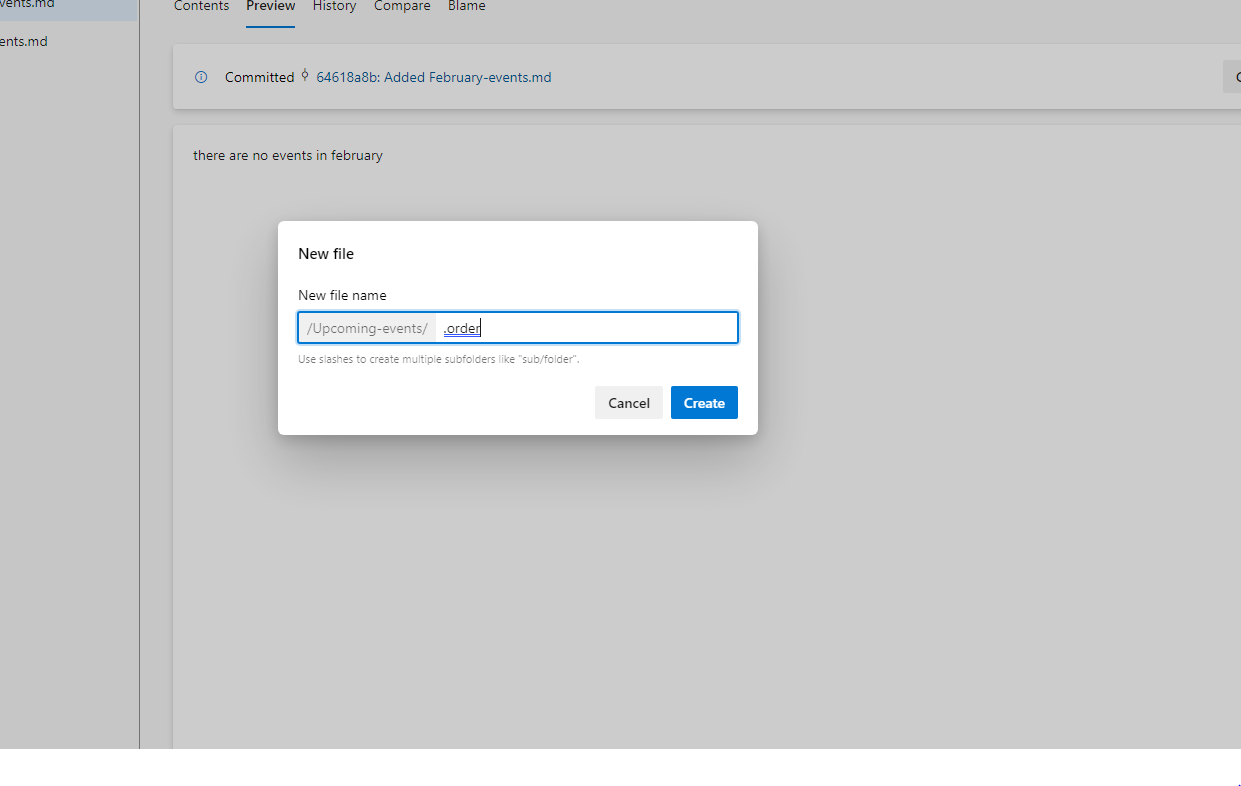 vents.md
Contents Preview History Compare Blame
ents.md
Committed 64618a8b: Added February-events.md
there are no events in february
New file
New file name
/Upcoming-events/ .order
Use slashes to create multiple subfolders like "sub/folder".
Cancel Create